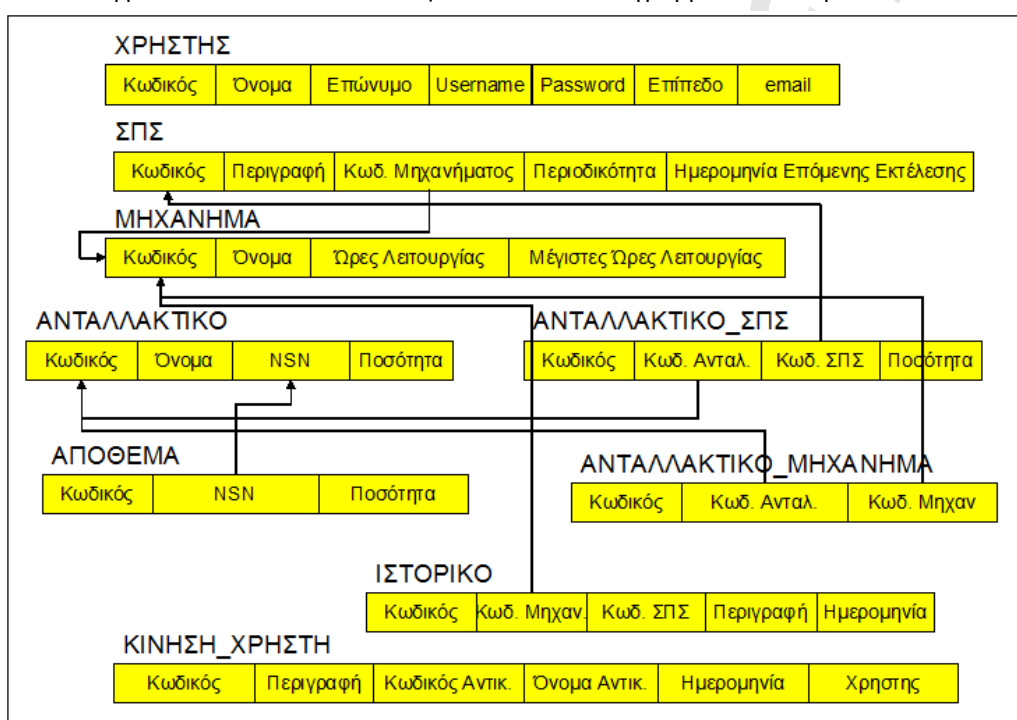 ΧΡΗΣΤΗΣ
Κωδικός Όνομα Επώνυμο Username Password Επίπεδο email
ΣΠΣ
Κωδικός Περιγραφή Κωδ. Μηχανήματος Περιοδικότητα Ημερομηνία Επόμενης Εκτέλεσης
ΜΗΧΑΝΗΜΑ
Κωδικός Όνομα Ώρες Λειτουργίας Μέγιστες Ώρες Λειτουργίας
ΑΝΤΑΛΛΑΚΤΙΚΟ ΑΝΤΑΛΛΑΚΤΙΚΟ_ΣΠΣ
Κωδικός Όνομα NSN Ποσότητα Κωδικός Κωδ. Ανταλ. Κωδ. ΣΠΣ Ποσότητα
ΑΠΟΘΕΜΑ ΑΝΤΑΛΛΑΚΤΙΚΟ_ΜΗΧΑΝΗΜΑ
Κωδικός NSN Ποσότητα Κωδικός Κωδ. Ανταλ. Κωδ. Μηχαν
ΙΣΤΟΡΙΚΟ
Κωδικός Κωδ. Μηχαν. Κωδ. ΣΠΣ Περιγραφή Ημερομηνία
ΚΙΝΗΣΗ_ΧΡΗΣΤΗ
Κωδικός Περιγραφή Κωδικός Αντικ. Όνομα Αντικ. Ημερομηνία Χρηστης